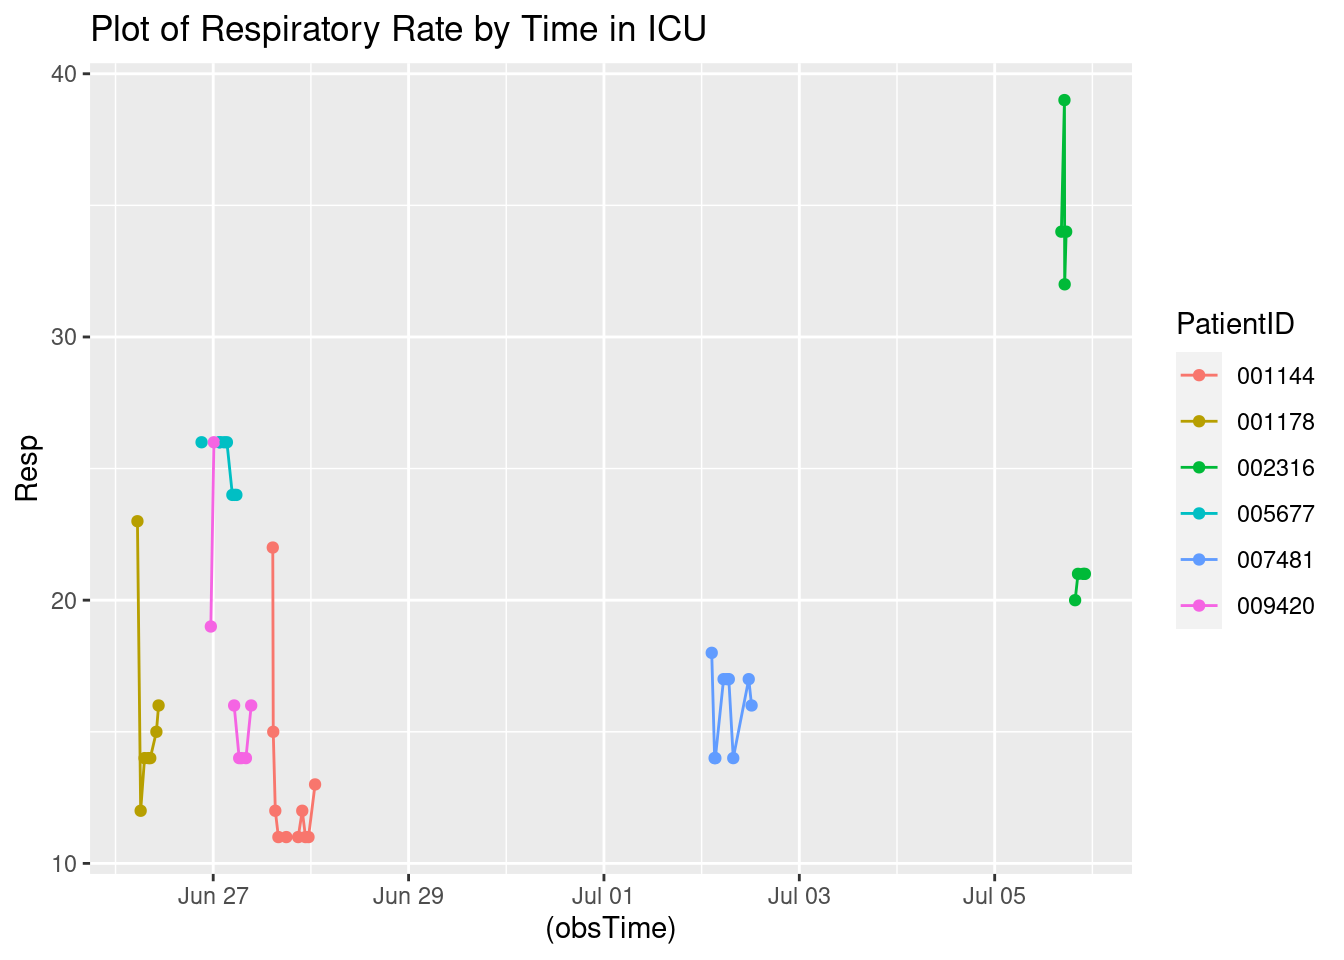 Plot of Respiratory Rate by Time in ICU
40
30
20
10
Resp
Jun 27
Jun 29
Jul 01
Jul 03
Jul 05
(obsTime)
PatientID
001144
001178
002316
005677
007481
009420